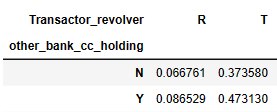 Transactor_revolver R T
other_bank_cc_holding
N 0.066761 0.373580
Y 0.086529 0.473130